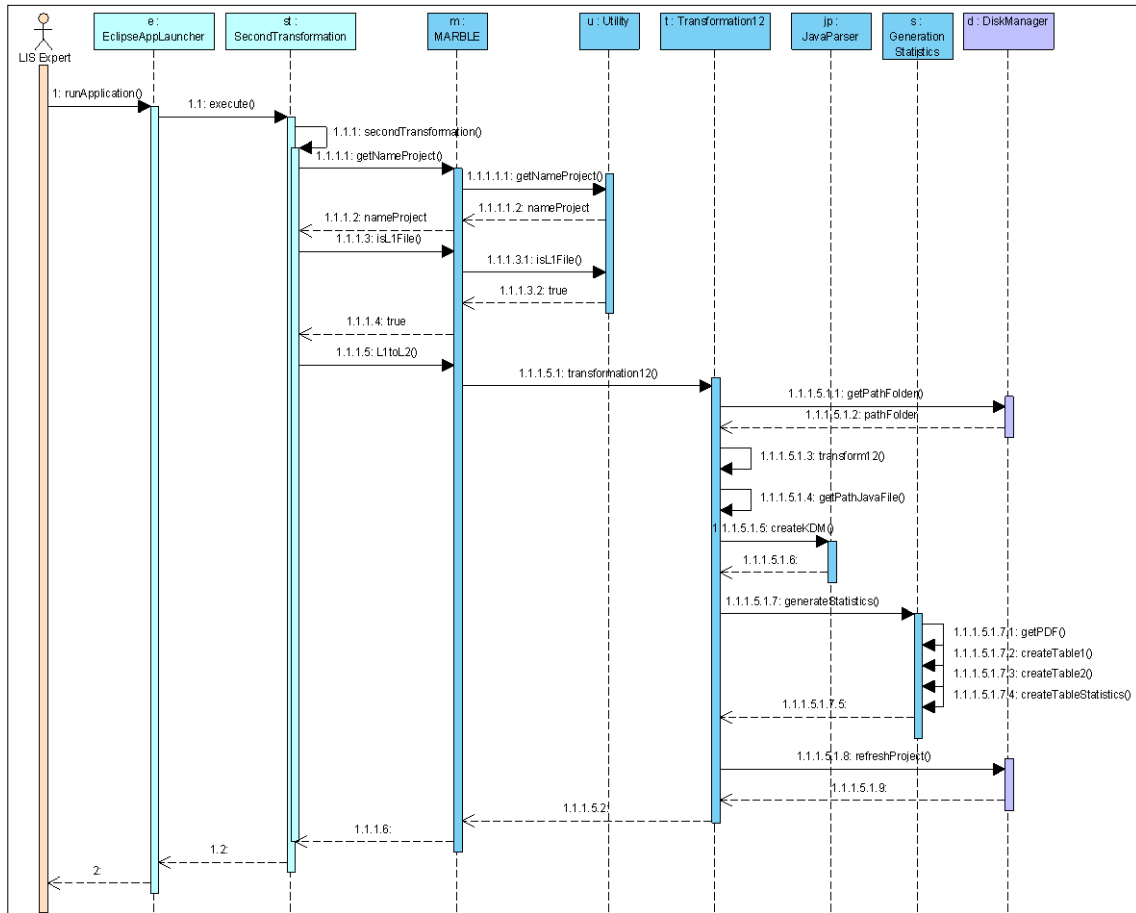 LIS Expert
e :
EclipseAppLauncher
st :
SecondTransformation
m :
MARBLE
u : Utility
t : Transformation12
jp :
JavaParser
s :
Generation
Statistics
d : DiskManager
1: runApplication()
1.1: execute()
1.1.1: secondTransformation()
1.1.1.1: getNameProject()
1.1.1.1.1: getNameProject()
1.1.1.1.2: nameProject
1.1.1.2: nameProject
1.1.1.3: isL1File()
1.1.1.3.1: isL1File()
1.1.1.3.2: true
1.1.1.4: true
1.1.1.5: L1toL2()
1.1.1.5.1: transformation12()
1.1.1.5.1.1: getPathFolder()
1.1.1.5.1.2: pathFolder
1.1.1.5.1.3: transform12()
1.1.1.5.1.4: getPathJavaFile()
1.1.1.5.1.5: createKDM()
1.1.1.5.1.6:
1.1.1.5.1.7: generateStatistics()
1.1.1.5.1.7.1: getPDF()
1.1.1.5.1.7.2: createTable1()
1.1.1.5.1.7.3: createTable2()
1.1.1.5.1.7.4: createTableStatistics()
1.1.1.5.1.7.5:
1.1.1.5.1.8: refreshProject()
1.1.1.5.1.9:
1.1.1.5.2:
1.1.1.6:
1.2:
2: